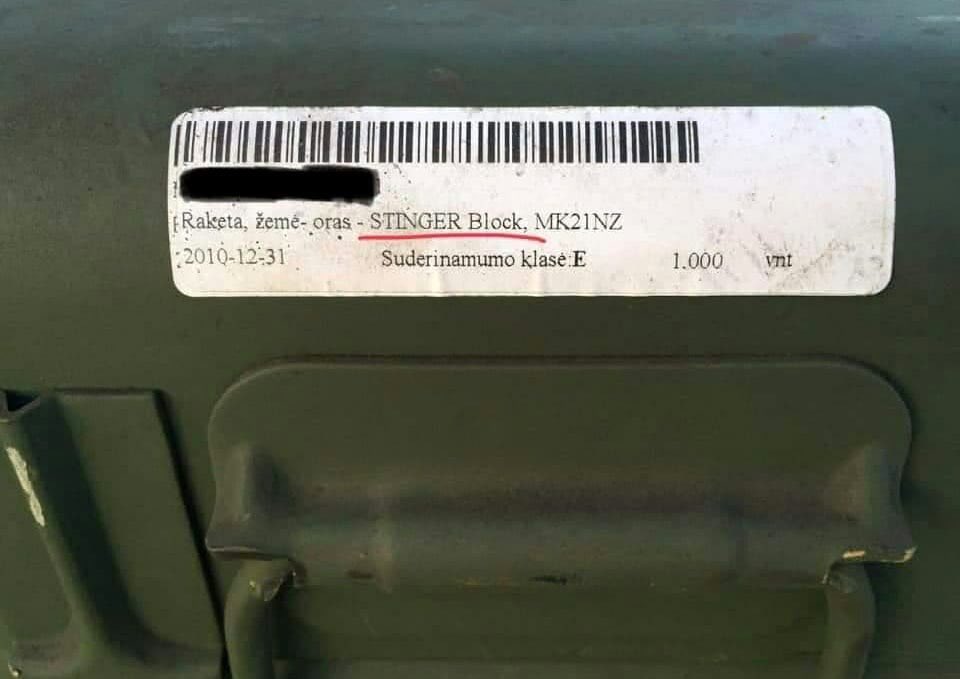 Raketa, žemė- oras - STINGER Block, MK21NZ
2010-12-31 Suderinamumo klasė:E 1.000 vnt